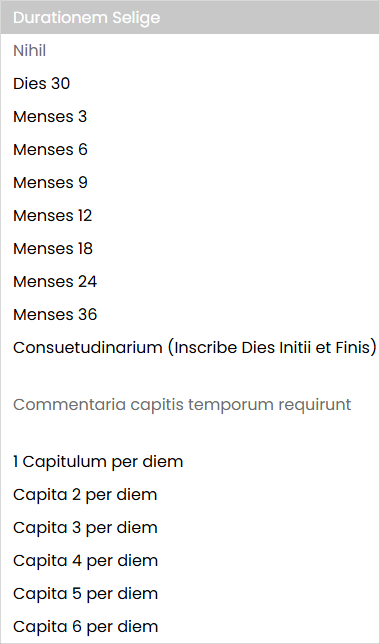 Durationem Selige
Nihil
Dies 30
Menses 3
Menses 6
Menses 9
Menses 12
Menses 18
Menses 24
Menses 36
Consuetudinarium (Inscribe Dies Initii et Finis)
Commentaria capitis temporum requirunt
1 Capitulum per diem
Capita 2 per diem
Capita 3 per diem
Capita 4 per diem
Capita 5 per diem
Capita 6 per diem